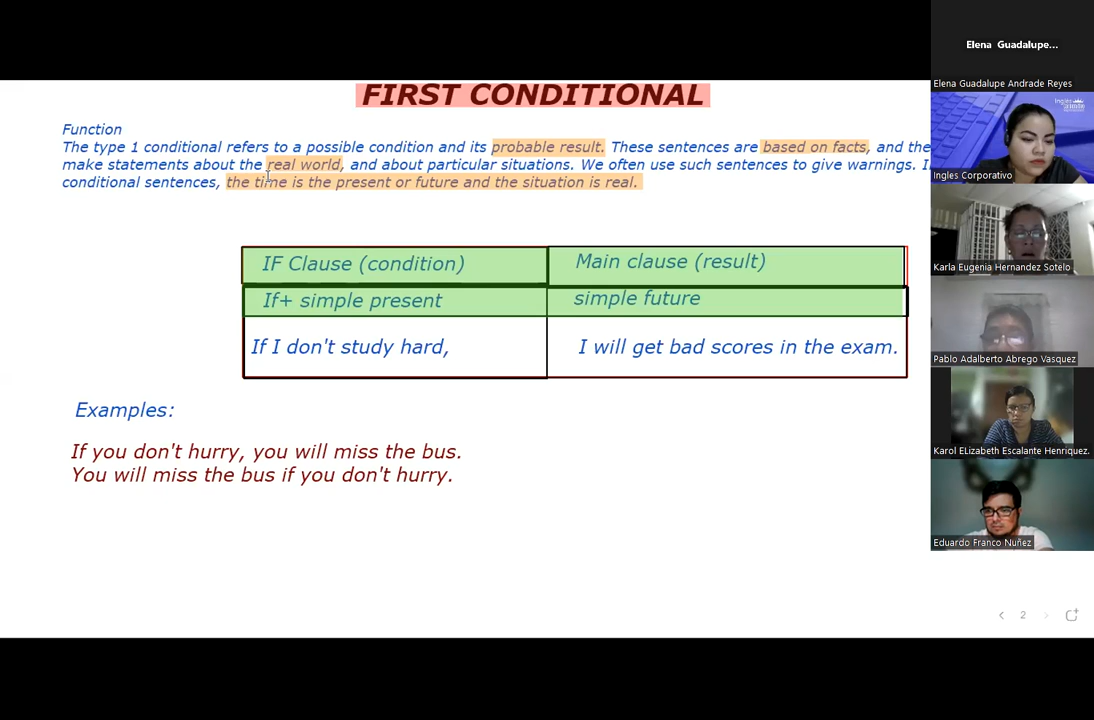 FIRST CONDITIONAL
Function
The type 1 conditional refers to a possible condition and its probable result. These sentences are based on facts, and the
make statements about the real world, and about particular situations. We often use such sentences to give warnings. I
conditional sentences, the time is the present or future and the situation is real.
IF Clause (condition)
Main clause (result)
If+ simple present
simple future
If I don't study hard,
I will get bad scores in the exam.
Examples:
If you don't hurry, you will miss the bus.
You will miss the bus if you don't hurry.
2
Elena Guadalupe...
Elena Guadalupe Andrade Reyes
Ingles Corporativo
Karla Eugenia Hernandez Sotelo
Pablo Adalberto Abrego Vasquez
Karol ELizabeth Escalante Henriquez.
Eduardo Franco Nuñez